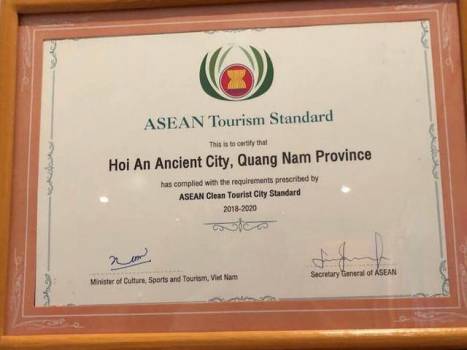 ASEAN Tourism Standard
This is to certify that
Hoi An Ancient City, Quang Nam Province
has complied with the requirements prescribed by
ASEAN Clean Tourist City Standard
2018-2020
Minister of Culture, Sports and Tourism, Viet Nam
Secretary General of ASEAN